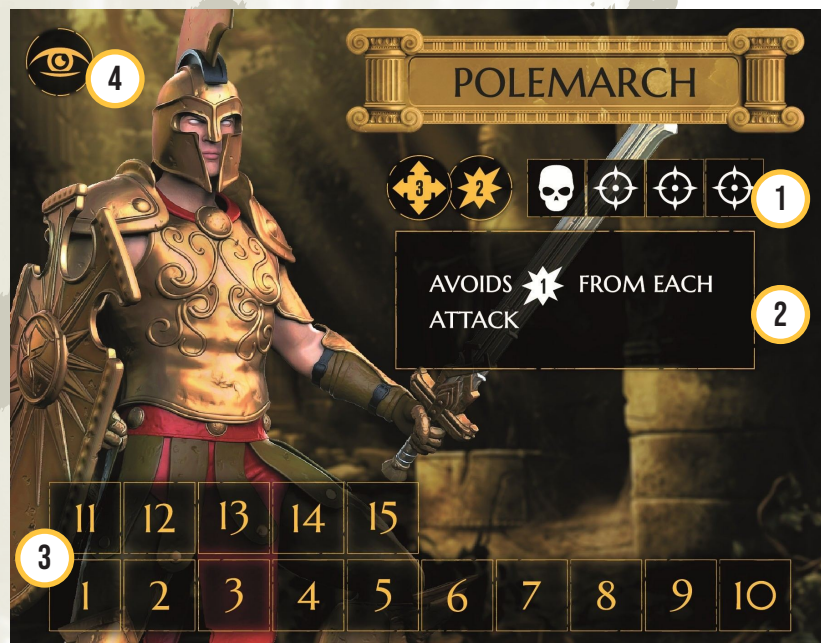 4
POLEMARCH
3 2
1
AVOIDS 1 FROM EACH
ATTACK
2
11 12 13 14 15
3
1 2 3 4 5 6 7 8 9 10